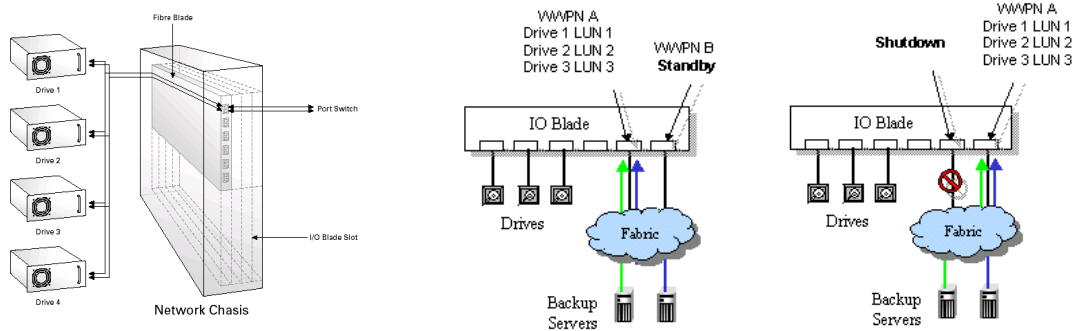 Fibre Blade
Drive 1
Port Switch
Drive 2
Drive 3
I/O Blade Slot
Drive 4
Network Chasis
WWPN A
Drive 1 LUN 1
Drive 2 LUN 2
Drive 3 LUN 3
WWPN B
Standby
IO Blade
Drives
Fabric
Backup
Servers
Shutdown
WWPN A
Drive 1 LUN 1
Drive 2 LUN 2
Drive 3 LUN 3
IO Blade
Drives
Fabric
Backup
Servers